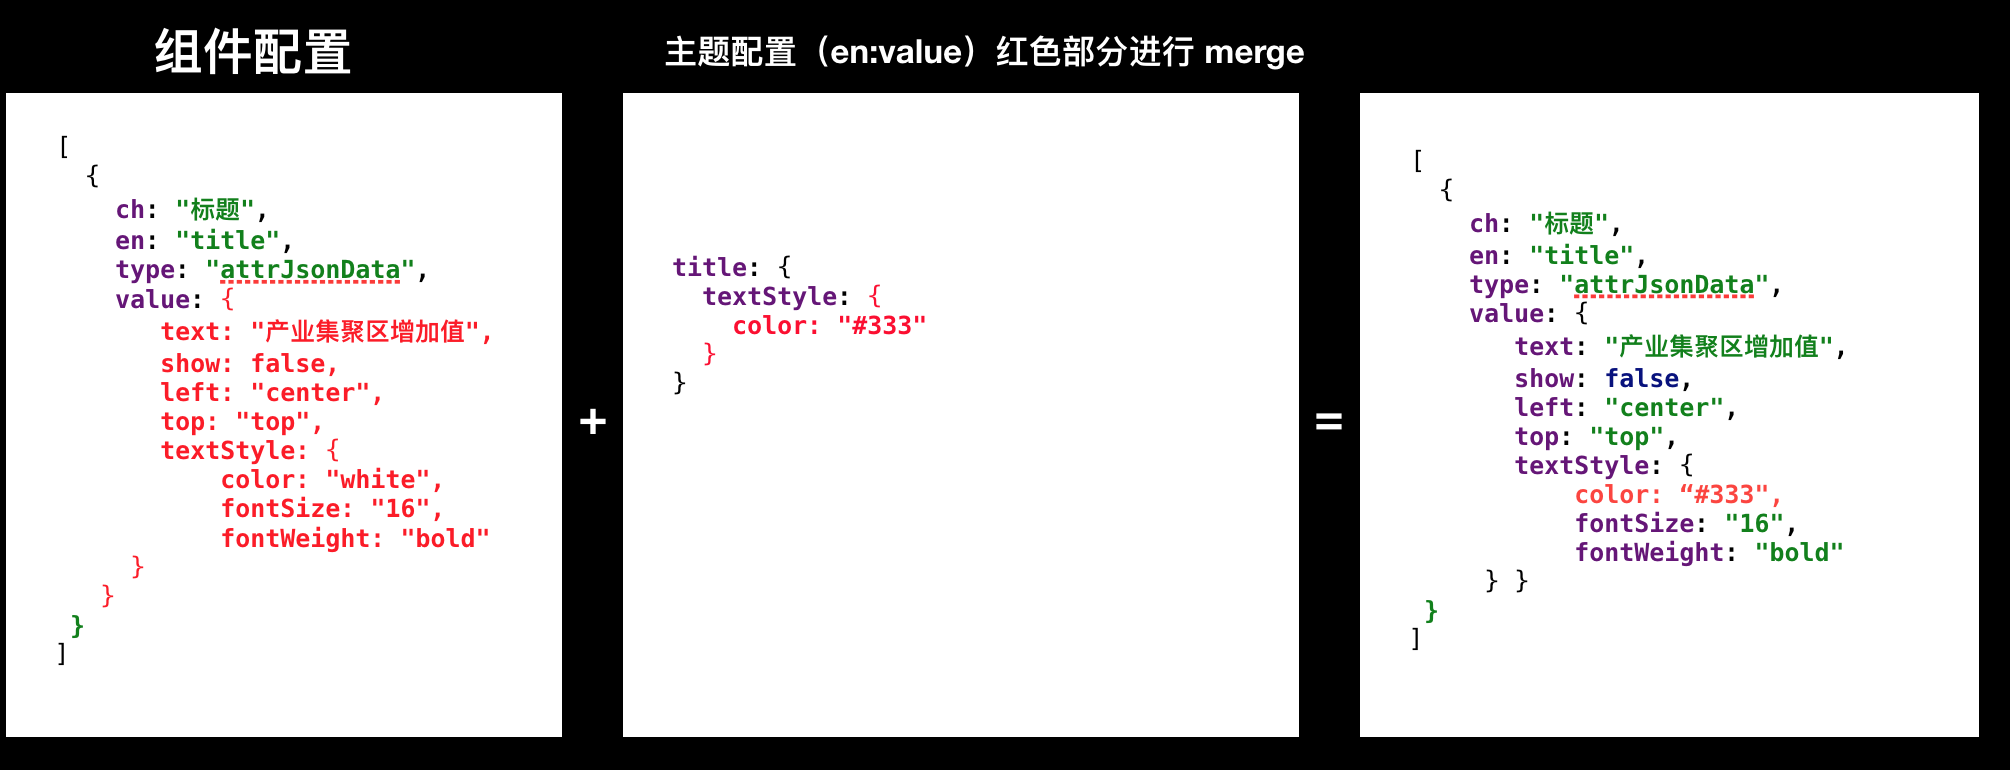 组件配置
主题配置（en:value）红色部分进行 merge
[
{
ch: "标题",
en: "title",
type: "attrJsonData",
value: {
text: "产业集聚区增加值",
show: false,
left: "center",
top: "top",
textStyle: {
color: "white",
fontSize: "16",
fontWeight: "bold"
}
}
}
]
+
title: {
textStyle: {
color: "#333"
}
}
=
[
{
ch: "标题",
en: "title",
type: "attrJsonData",
value: {
text: "产业集聚区增加值",
show: false,
left: "center",
top: "top",
textStyle: {
color: “#333",
fontSize: "16",
fontWeight: "bold"
} }
}
]